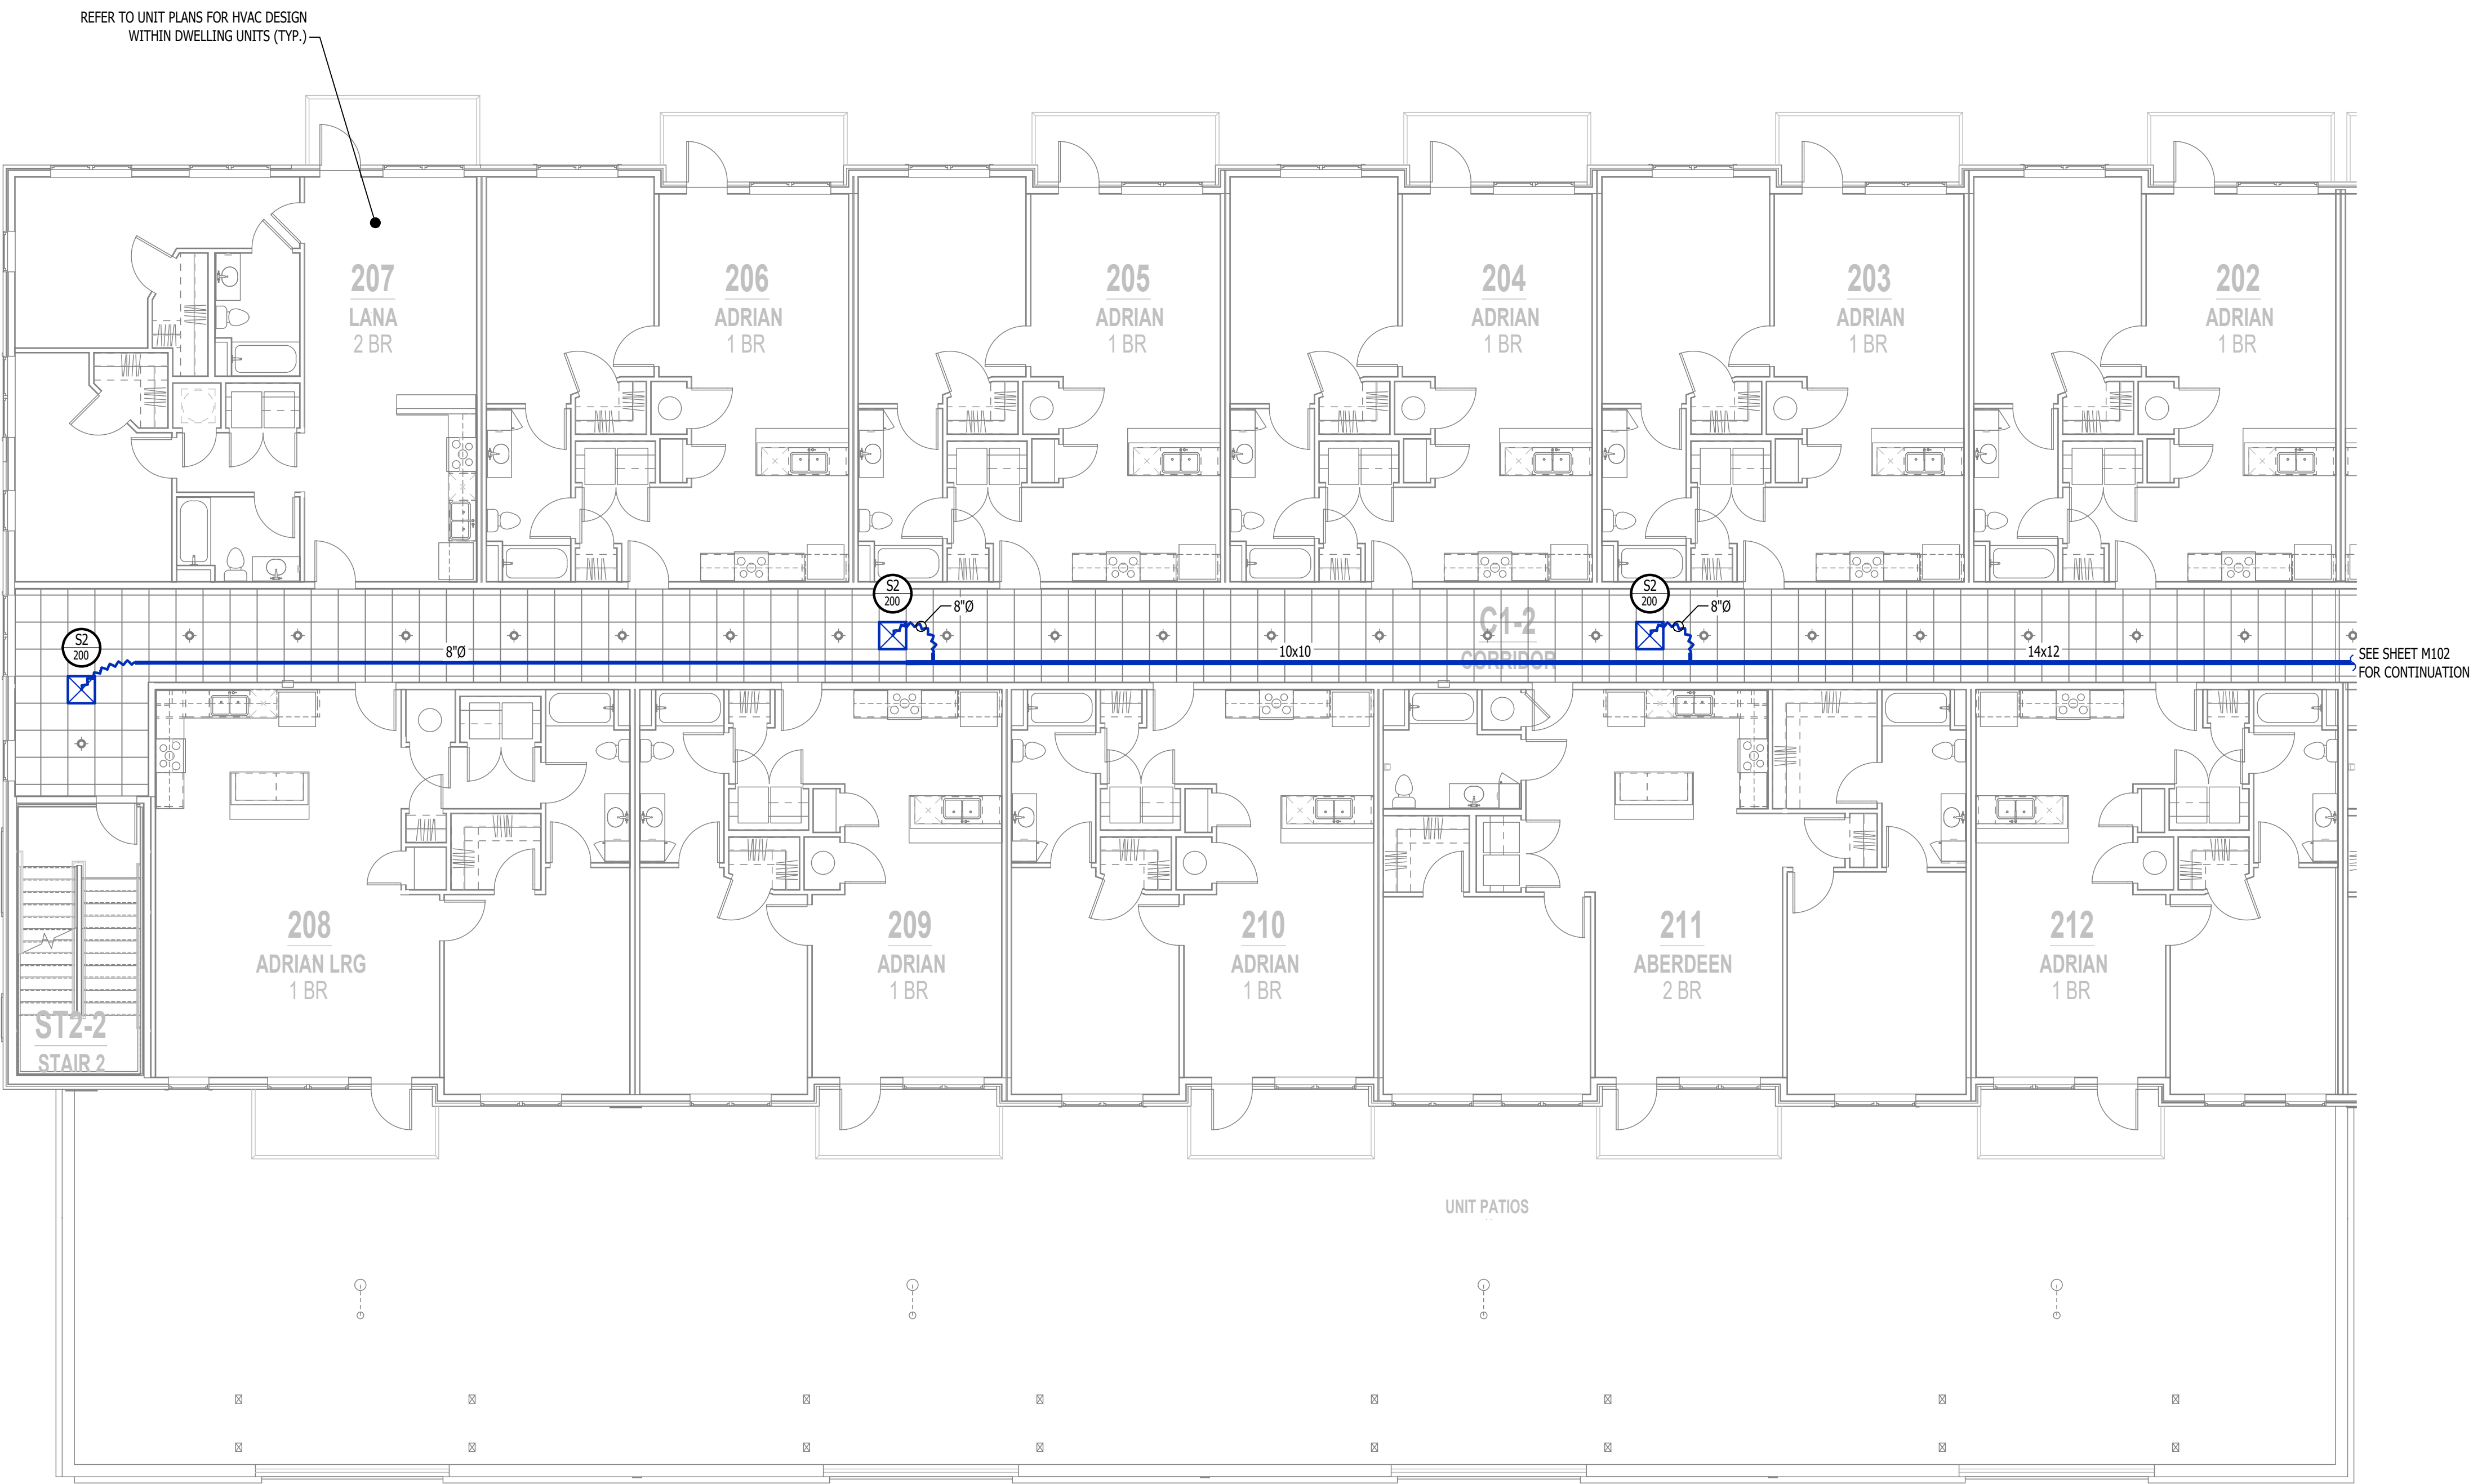 REFER TO UNIT PLANS FOR HVAC DESIGN
WITHIN DWELLING UNITS (TYP.)
207
LANA
2 BR
206
ADRIAN
1 BR
205
ADRIAN
1 BR
204
ADRIAN
1 BR
203
ADRIAN
1 BR
202
ADRIAN
1 BR
S2
200
8"Ø
S2
200
8"Ø
S2
200
8"Ø
10x10
C1-2
CORRIDOR
14x12
SEE SHEET M102
FOR CONTINUATION
208
ADRIAN LRG
1 BR
209
ADRIAN
1 BR
210
ADRIAN
1 BR
211
ABERDEEN
2 BR
212
ADRIAN
1 BR
ST2-2
STAIR 2
UNIT PATIOS